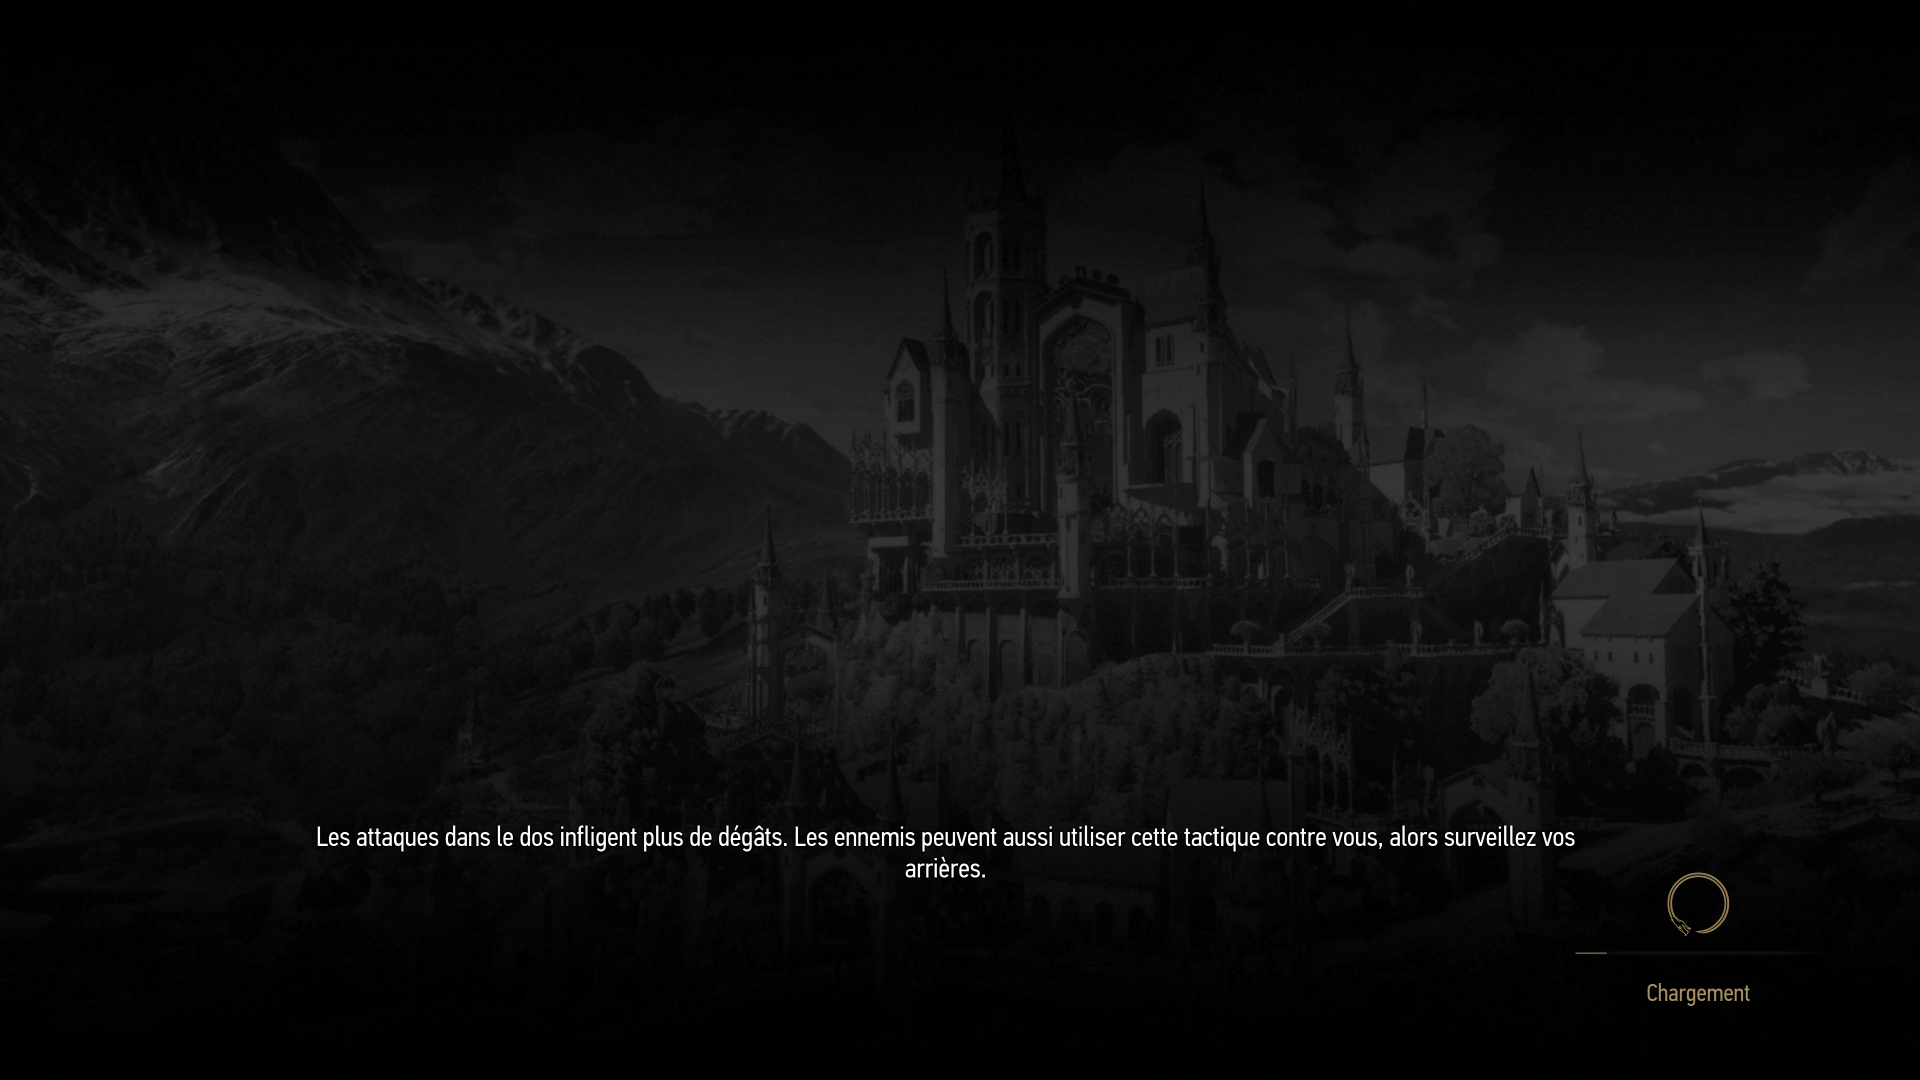 Les attaques dans le dos infligent plus de dégâts. Les ennemis peuvent aussi utiliser cette tactique contre vous, alors surveillez vos
arrières.
Chargement